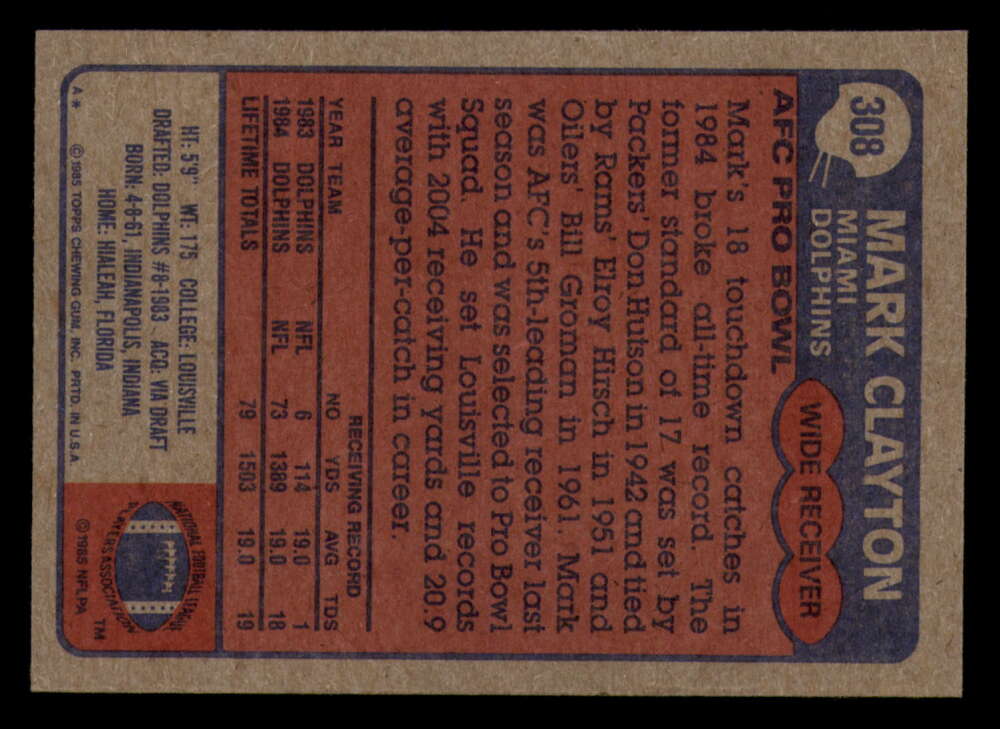 308
MARK CLAYTON
MIAMI
DOLPHINS
WIDE RECEIVER
AFC PRO BOWL
Mark's 18 touchdown catches in
1984 broke all-time record. The
former standard of 17 was set by
Packers' Don Hutson in 1942 and tied
by Rams' Elroy Hirsch in 1951 and
Oilers' Bill Groman in 1961. Mark
was AFC's 5th-leading receiver last
season and was selected to Pro Bowl
Squad. He set Louisville records
with 2004 receiving yards and 20.9
average-per-catch in career.
RECEIVING RECORD
YEAR TEAM NO YDS AVG TDS
1983 DOLPHINS NFL 6 114 19.0 1
1984 DOLPHINS NFL 73 1389 19.0 18
LIFETIME TOTALS 79 1503 19.0 19
HT: 5'9" WT: 175 COLLEGE: LOUISVILLE
DRAFTED: DOLPHINS #8-1983 ACQ: VIA DRAFT
BORN: 4-8-61, INDIANAPOLIS, INDIANA
HOME: HIALEAH, FLORIDA
A* © 1985 TOPPS CHEWING GUM, INC. PRTD. IN U.S.A.
NATIONAL FOOTBALL LEAGUE
PLAYERS ASSOCIATION
TM
© 1985 NFLPA